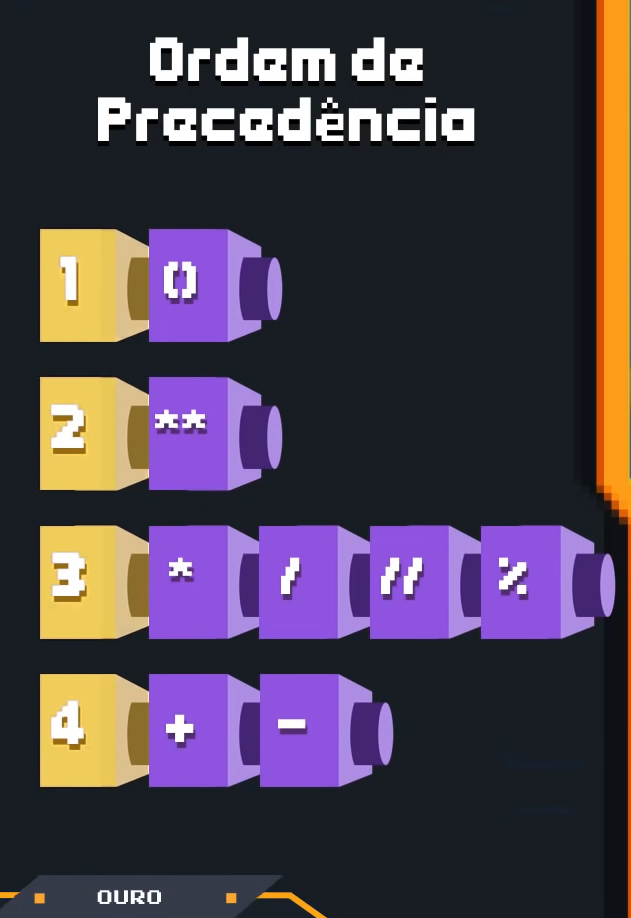 Ordem de
Precedência
1 ()
2 **
3 * / // %
4 + -
OURO